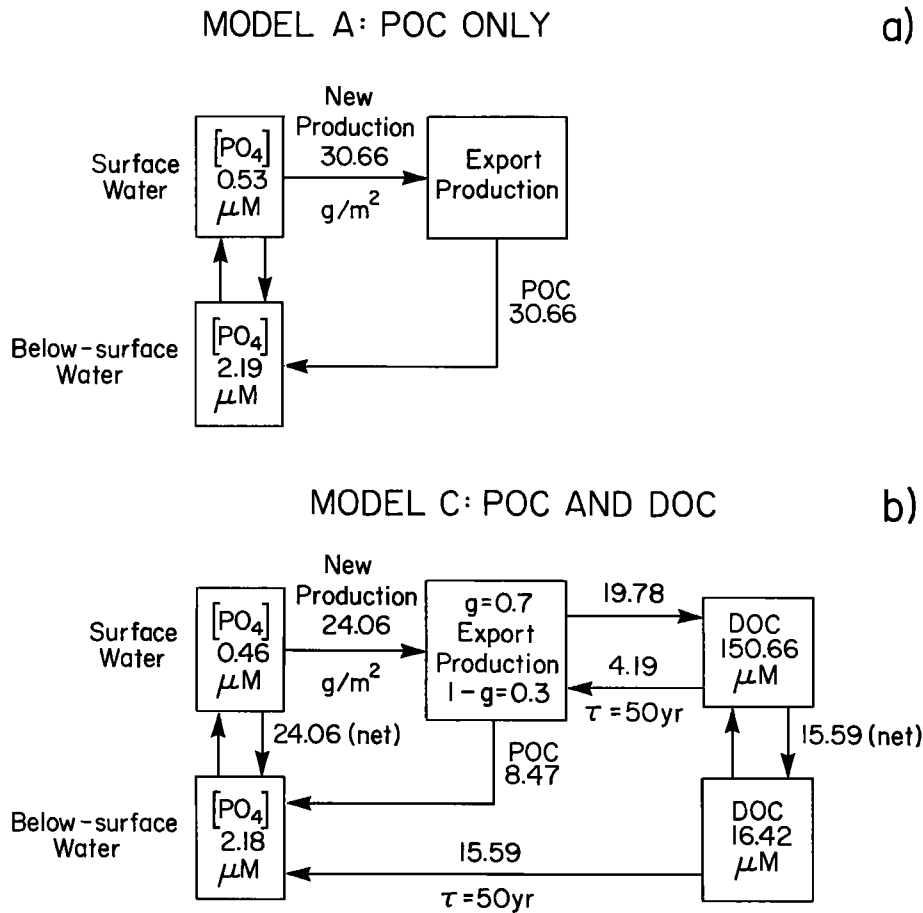 MODEL A: POC ONLY
a)
New
Production
30.66
g/m²
Surface
Water
[PO₄]
0.53
μM
Export
Production
POC
30.66
Below-surface
Water
[PO₄]
2.19
μM
MODEL C: POC AND DOC
b)
New
Production
24.06
g/m²
Surface
Water
[PO₄]
0.46
μM
g=0.7
Export
Production
1-g=0.3
19.78
4.19
τ=50yr
DOC
150.66
μM
24.06 (net)
POC
8.47
15.59 (net)
Below-surface
Water
[PO₄]
2.18
μM
15.59
τ=50yr
DOC
16.42
μM